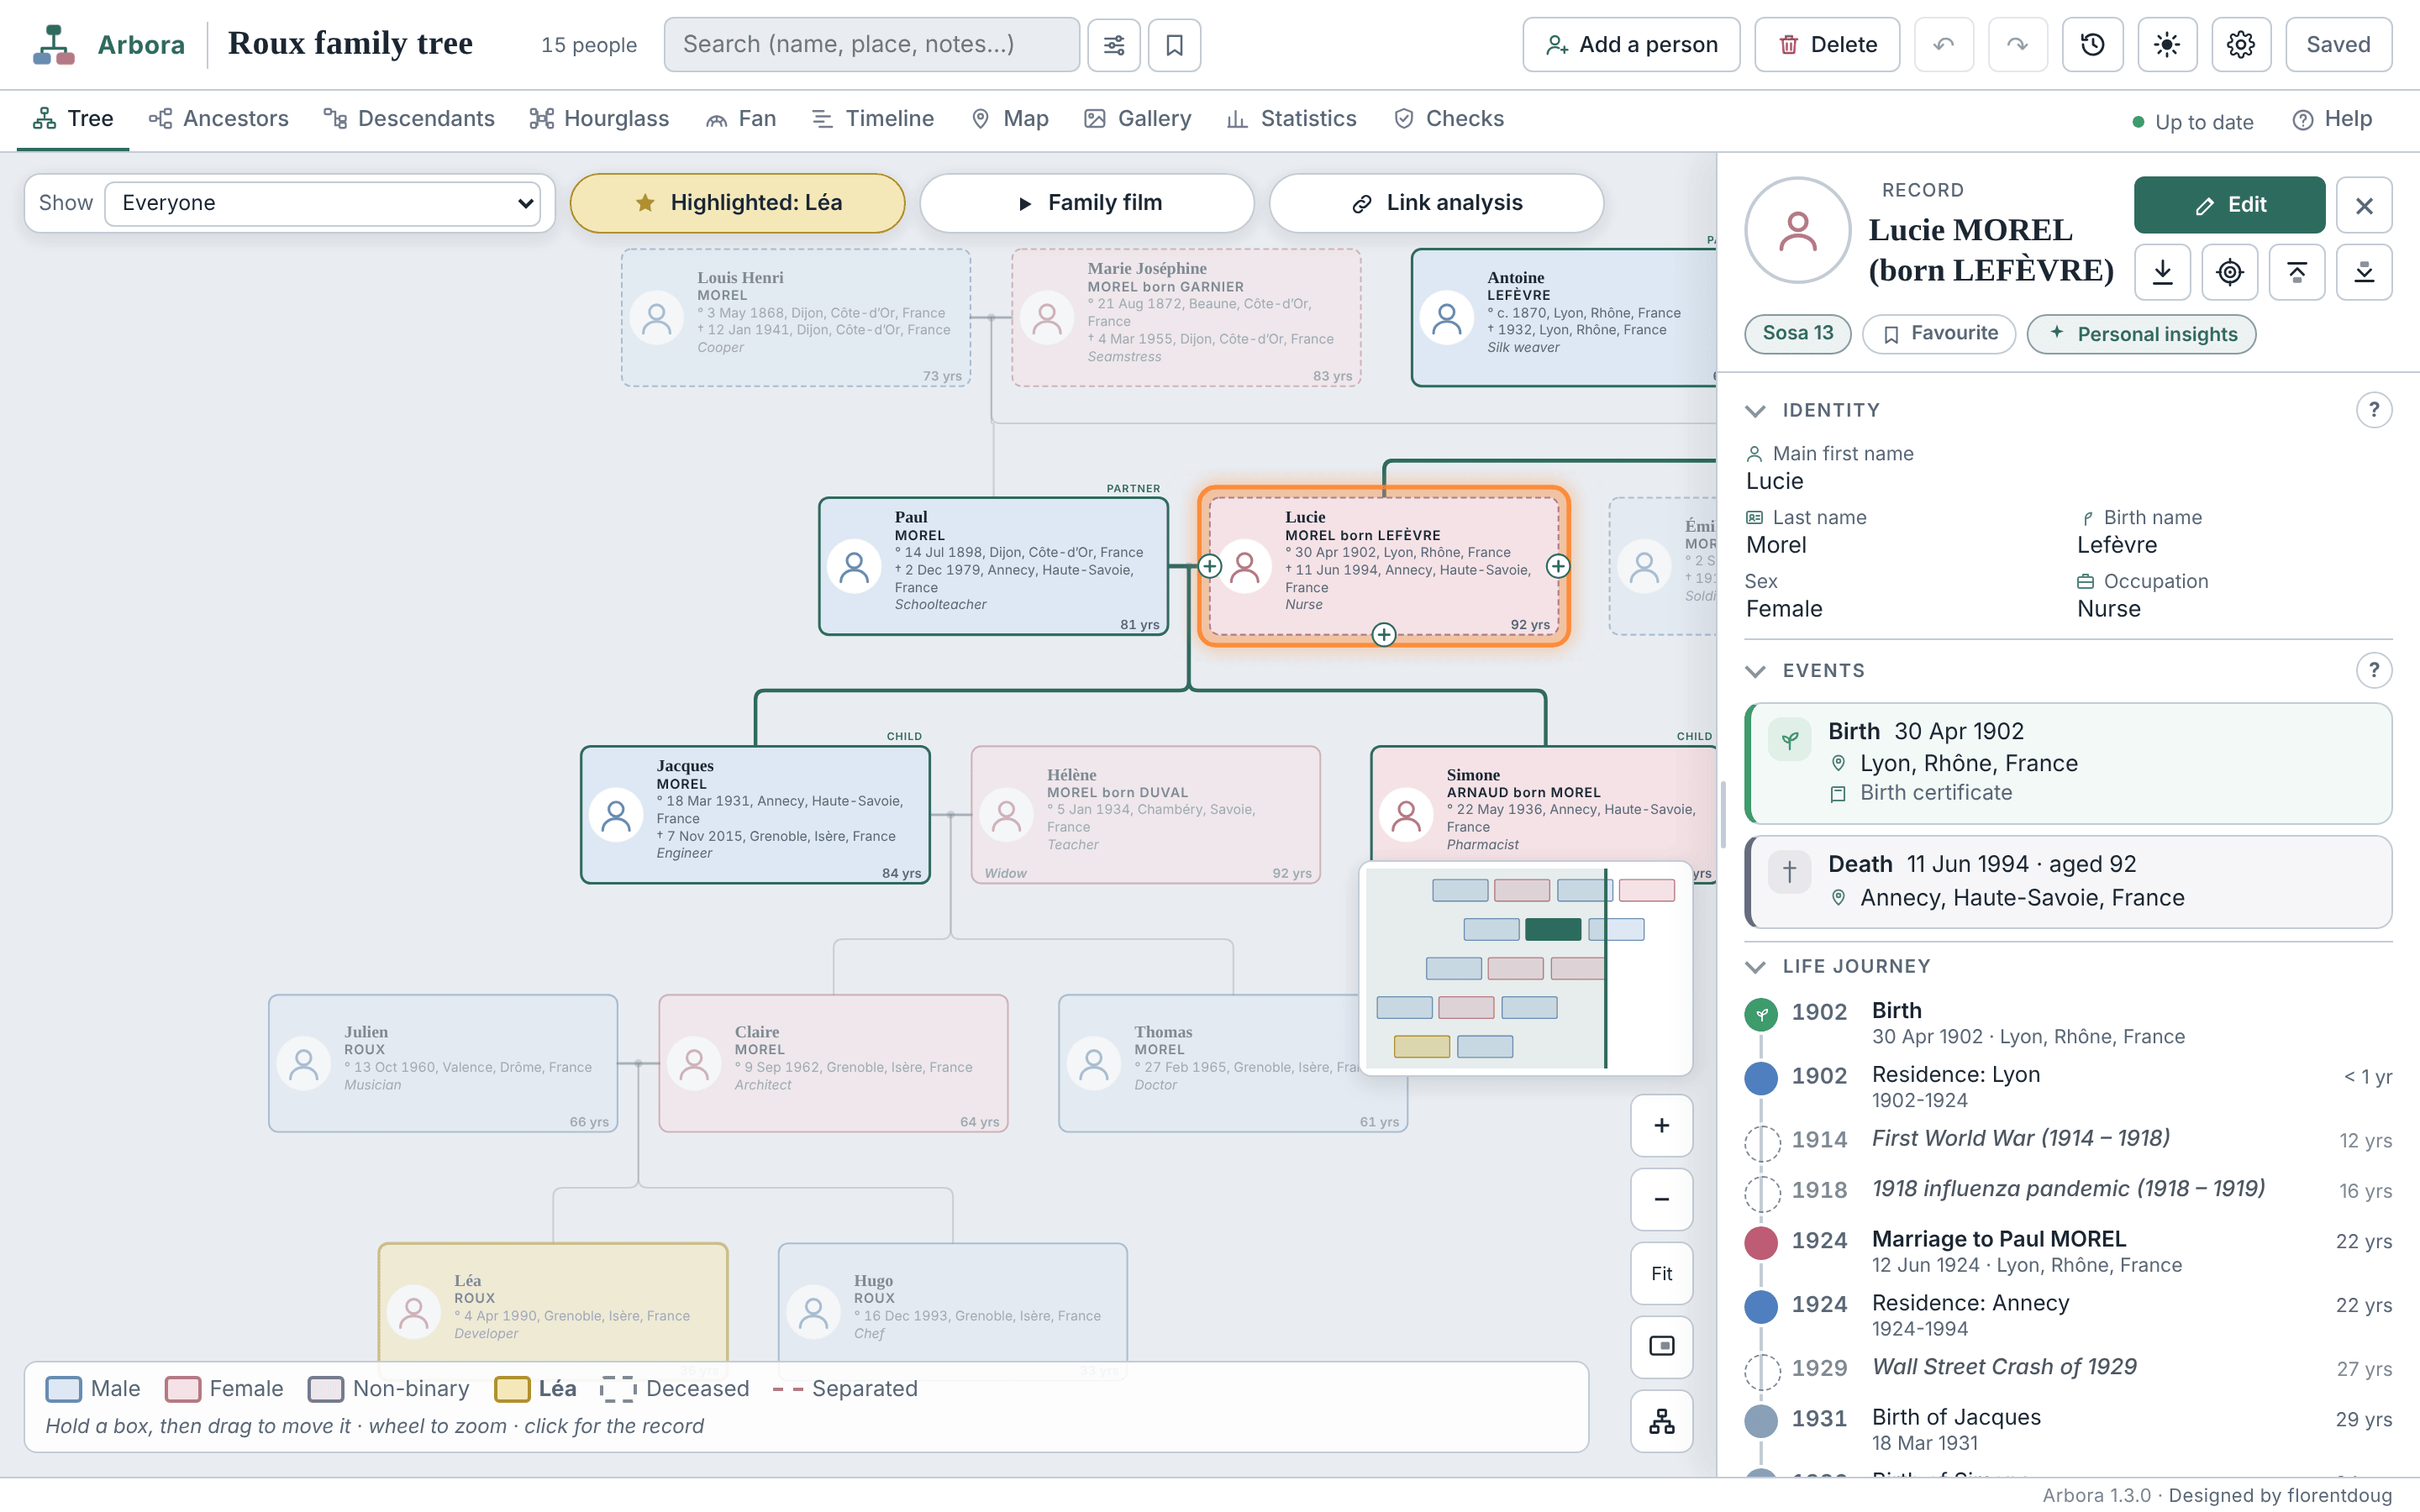 Arbora
Roux family tree
15 people
Search (name, place, notes...)
Add a person
Delete
Saved
Tree
Ancestors
Descendants
Hourglass
Fan
Timeline
Map
Gallery
Statistics
Checks
Up to date
Help
Show
Everyone
Highlighted: Léa
Family film
Link analysis
Louis Henri
MOREL
° 3 May 1868, Dijon, Côte-d’Or, France
† 12 Jan 1941, Dijon, Côte-d’Or, France
Cooper
73 yrs
Marie Joséphine
MOREL born GARNIER
° 21 Aug 1872, Beaune, Côte-d’Or,
France
† 4 Mar 1955, Dijon, Côte-d’Or, France
Seamstress
83 yrs
Antoine
LEFÈVRE
° c. 1870, Lyon, Rhône, France
† 1932, Lyon, Rhône, France
Silk weaver
PARTNER
Paul
MOREL
° 14 Jul 1898, Dijon, Côte-d’Or, France
† 2 Dec 1979, Annecy, Haute-Savoie,
France
Schoolteacher
81 yrs
Lucie
MOREL born LEFÈVRE
° 30 Apr 1902, Lyon, Rhône, France
† 11 Jun 1994, Annecy, Haute-Savoie,
France
Nurse
92 yrs
CHILD
Jacques
MOREL
° 18 Mar 1931, Annecy, Haute-Savoie,
France
† 7 Nov 2015, Grenoble, Isère, France
Engineer
84 yrs
Hélène
MOREL born DUVAL
° 5 Jan 1934, Chambéry, Savoie,
France
Teacher
Widow
92 yrs
CHILD
Simone
ARNAUD born MOREL
° 22 May 1936, Annecy, Haute-Savoie,
France
Pharmacist
yrs
Julien
ROUX
° 13 Oct 1960, Valence, Drôme, France
Musician
66 yrs
Claire
MOREL
° 9 Sep 1962, Grenoble, Isère, France
Architect
64 yrs
Thomas
MOREL
° 27 Feb 1965, Grenoble, Isère,
Doctor
61 yrs
Léa
ROUX
° 4 Apr 1990, Grenoble, Isère, France
Developer
Hugo
ROUX
° 16 Dec 1993, Grenoble, Isère, France
Chef
+
−
Fit
Male
Female
Non-binary
Léa
Deceased
Separated
Hold a box, then drag to move it · wheel to zoom · click for the record
RECORD
Lucie MOREL
(born LEFÈVRE)
Edit
Sosa 13
Favourite
Personal insights
IDENTITY
?
Main first name
Lucie
Last name
Morel
Birth name
Lefèvre
Sex
Female
Occupation
Nurse
EVENTS
?
Birth 30 Apr 1902
Lyon, Rhône, France
Birth certificate
Death 11 Jun 1994 · aged 92
Annecy, Haute-Savoie, France
LIFE JOURNEY
1902 Birth
30 Apr 1902 · Lyon, Rhône, France
1902 Residence: Lyon < 1 yr
1902-1924
1914 First World War (1914 – 1918) 12 yrs
1918 1918 influenza pandemic (1918 – 1919) 16 yrs
1924 Marriage to Paul MOREL 22 yrs
12 Jun 1924 · Lyon, Rhône, France
1924 Residence: Annecy 22 yrs
1924-1994
1929 Wall Street Crash of 1929 27 yrs
1931 Birth of Jacques 29 yrs
18 Mar 1931
Arbora 1.3.0 · Designed by florentdoug